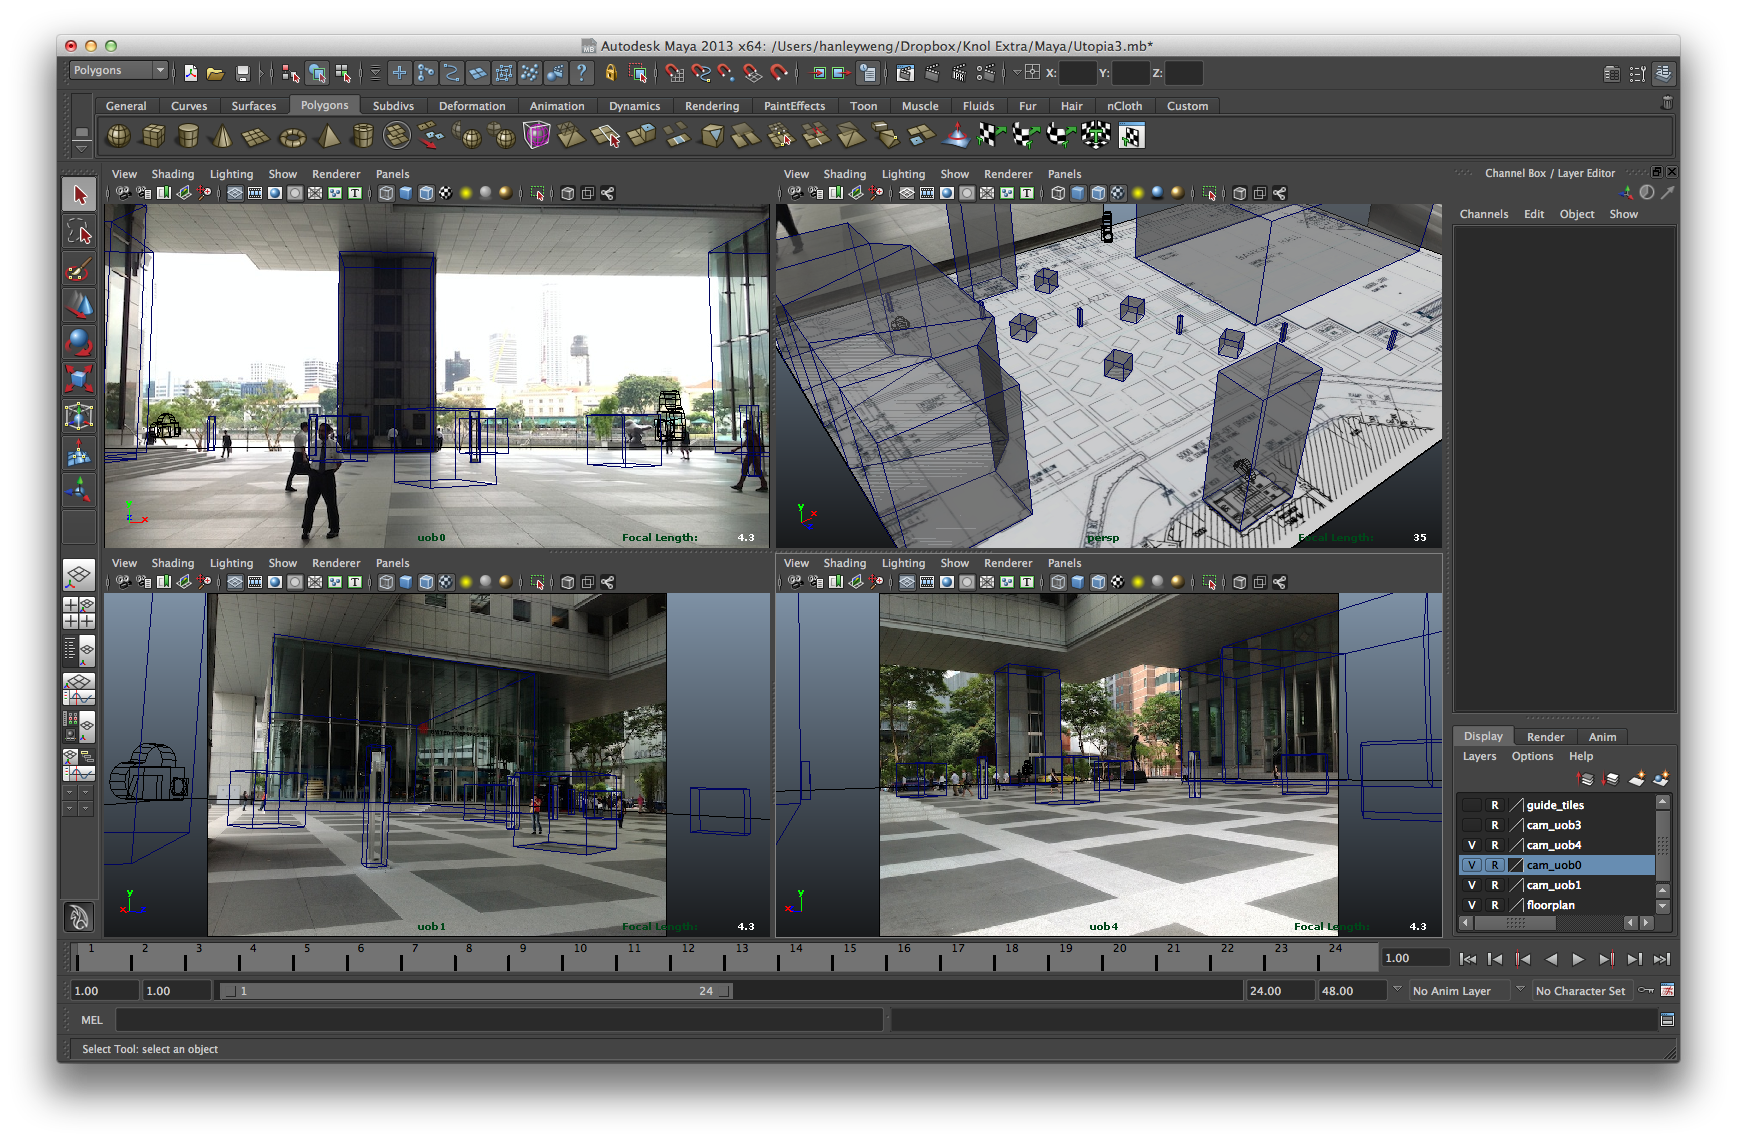 Autodesk Maya 2013 x64: /Users/hanleyweng/Dropbox/Knol Extra/Maya/Utopia3.mb*
Polygons
X: Y: Z:
General Curves Surfaces Polygons Subdivs Deformation Animation Dynamics Rendering PaintEffects Toon Muscle Fluids Fur Hair nCloth Custom
View Shading Lighting Show Renderer Panels
uob0
Focal Length: 4.3
View Shading Lighting Show Renderer Panels
PLAZA
persp
Focal Length: 35
View Shading Lighting Show Renderer Panels
uob1
Focal Length: 4.3
View Shading Lighting Show Renderer Panels
uob4
Focal Length: 4.3
Channel Box / Layer Editor
Channels Edit Object Show
Display Render Anim
Layers Options Help
R guide_tiles
R cam_uob3
V R cam_uob4
V R cam_uob0
V R cam_uob1
V R floorplan
1 2 3 4 5 6 7 8 9 10 11 12 13 14 15 16 17 18 19 20 21 22 23 24
1.00
1.00 1.00 1 24 24.00 48.00 No Anim Layer No Character Set
MEL
Select Tool: select an object